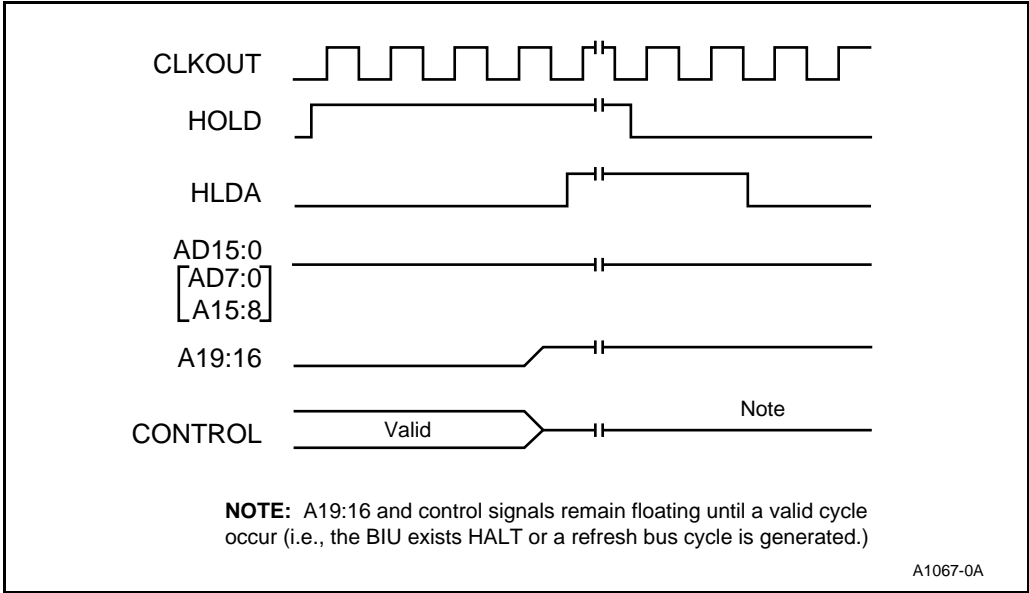 CLKOUT
HOLD
HLDA
AD15:0
AD7:0
A15:8
A19:16
CONTROL
Valid
Note
NOTE: A19:16 and control signals remain floating until a valid cycle
occur (i.e., the BIU exists HALT or a refresh bus cycle is generated.)
A1067-0A